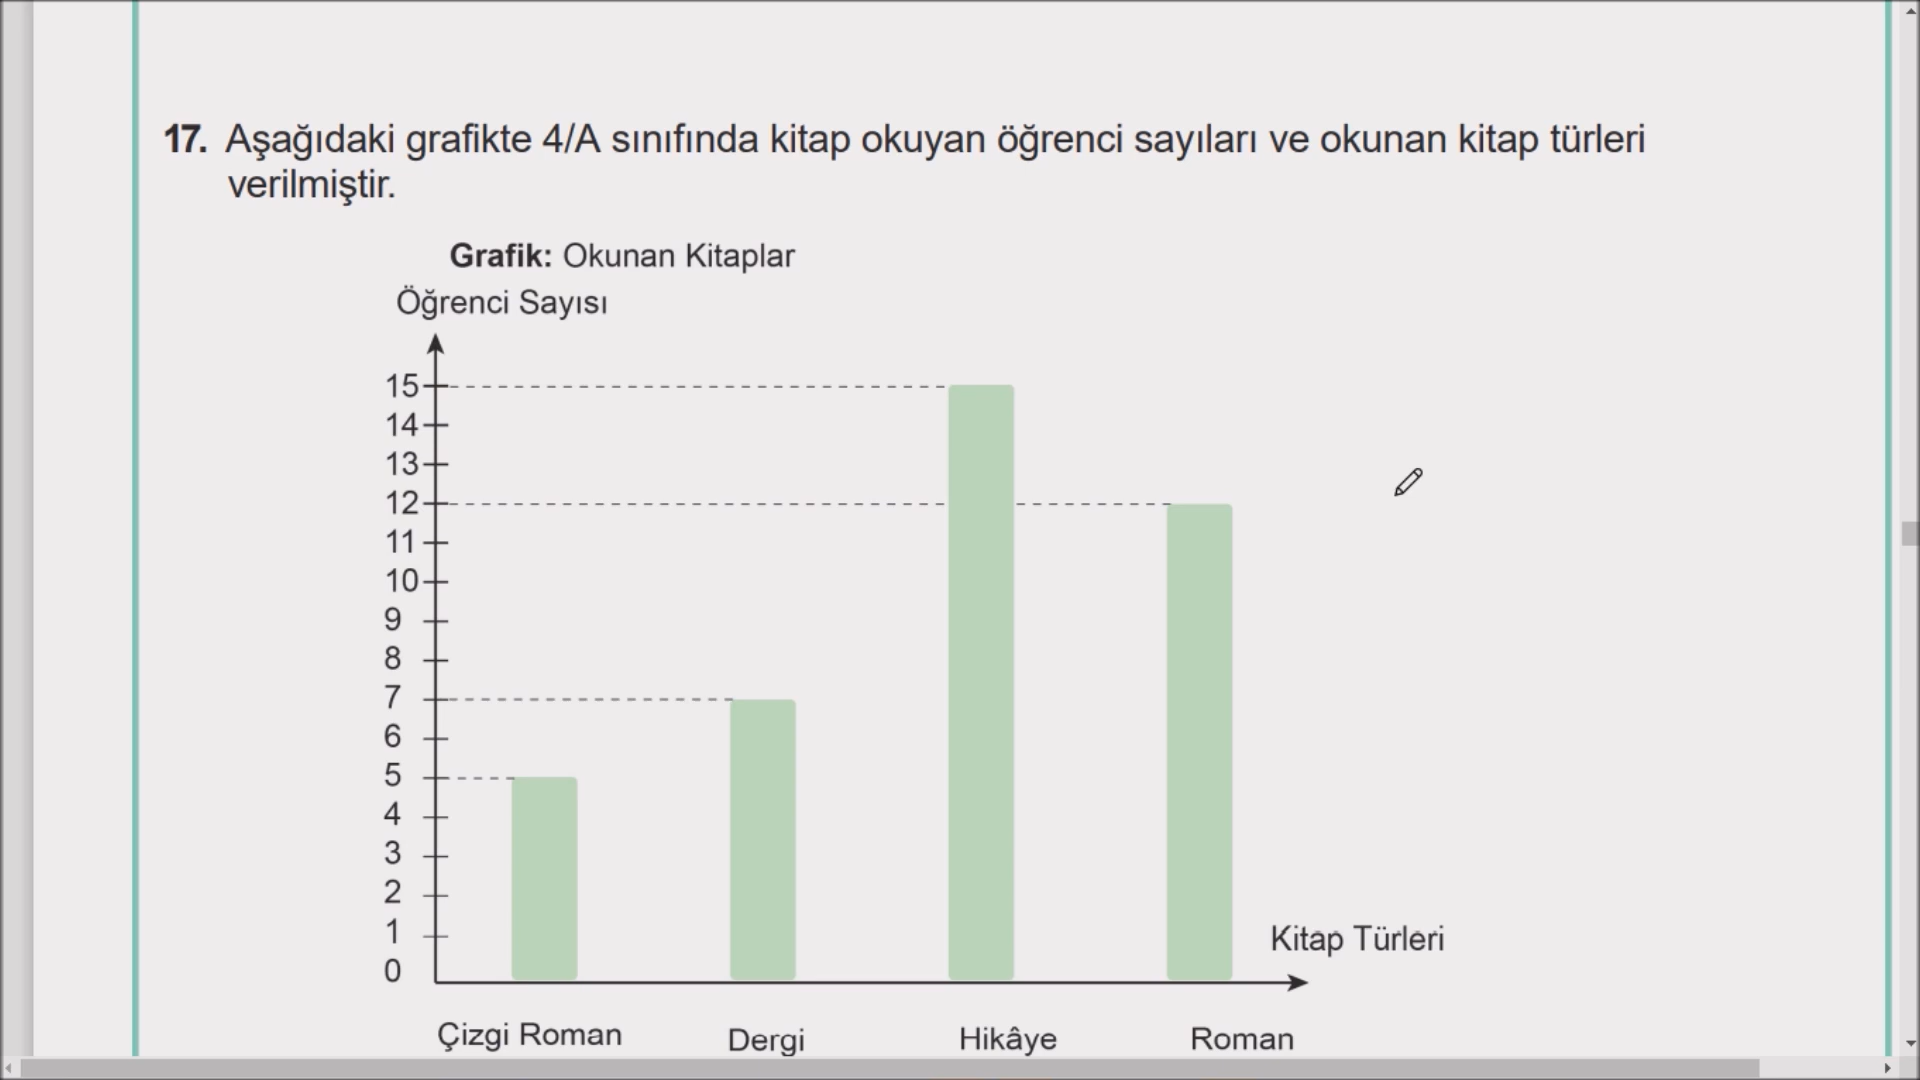 17. Aşağıdaki grafikte 4/A sınıfında kitap okuyan öğrenci sayıları ve okunan kitap türleri
verilmiştir.
Grafik: Okunan Kitaplar
Öğrenci Sayısı
15
14
13
12
11
10
9
8
7
6
5
4
3
2
1
0
Kitap Türleri
Çizgi Roman Dergi Hikâye Roman